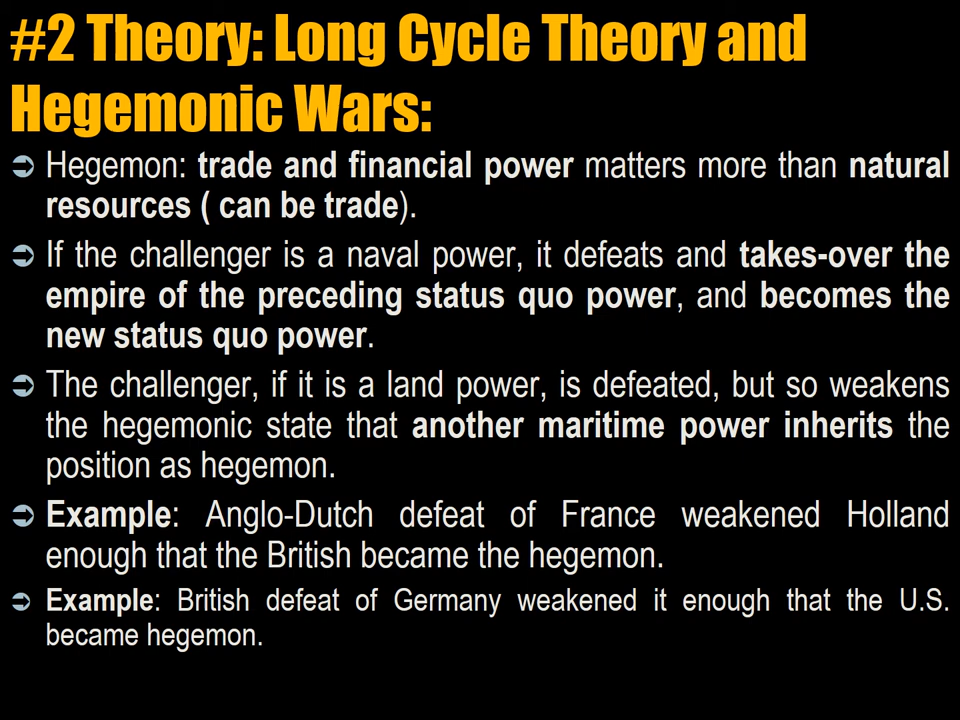 #2 Theory: Long Cycle Theory and
Hegemonic Wars:
Hegemon: trade and financial power matters more than natural
resources ( can be trade).
If the challenger is a naval power, it defeats and takes-over the
empire of the preceding status quo power, and becomes the
new status quo power.
The challenger, if it is a land power, is defeated, but so weakens
the hegemonic state that another maritime power inherits the
position as hegemon.
Example: Anglo-Dutch defeat of France weakened Holland
enough that the British became the hegemon.
Example: British defeat of Germany weakened it enough that the U.S.
became hegemon.